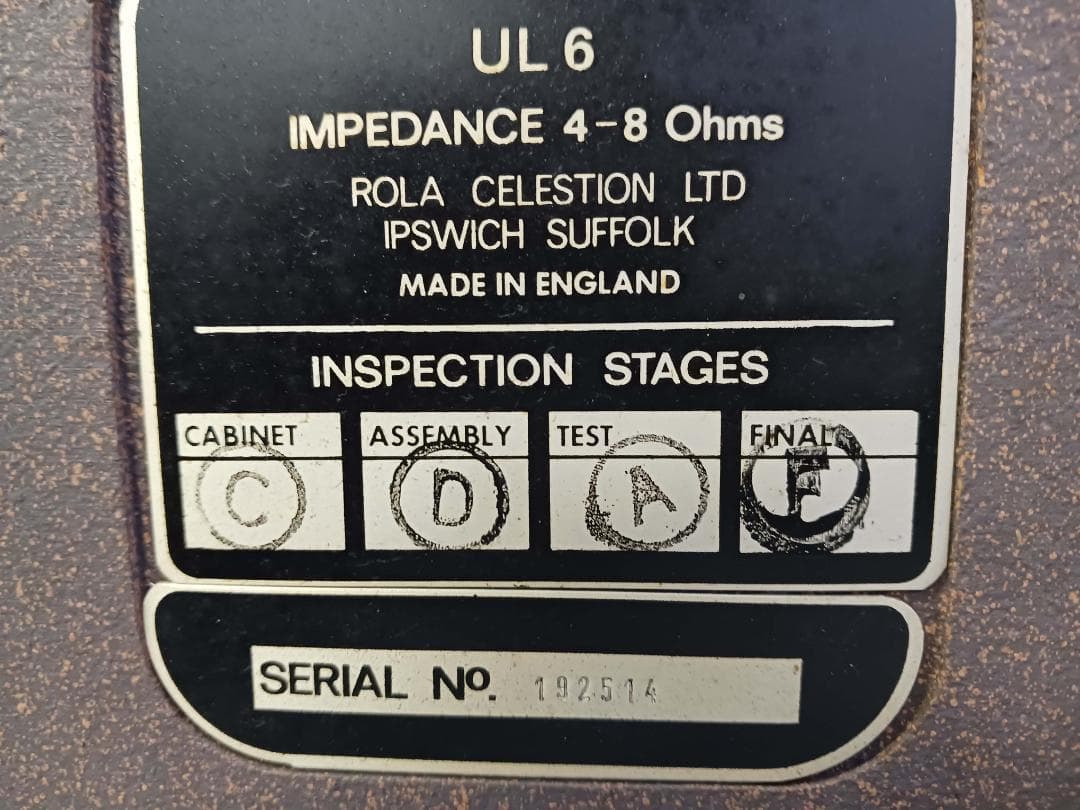 UL 6
IMPEDANCE 4-8 Ohms
ROLA CELESTION LTD
IPSWICH SUFFOLK
MADE IN ENGLAND
INSPECTION STAGES
CABINET ASSEMBLY TEST FINAL
C D A F
SERIAL No. 192514